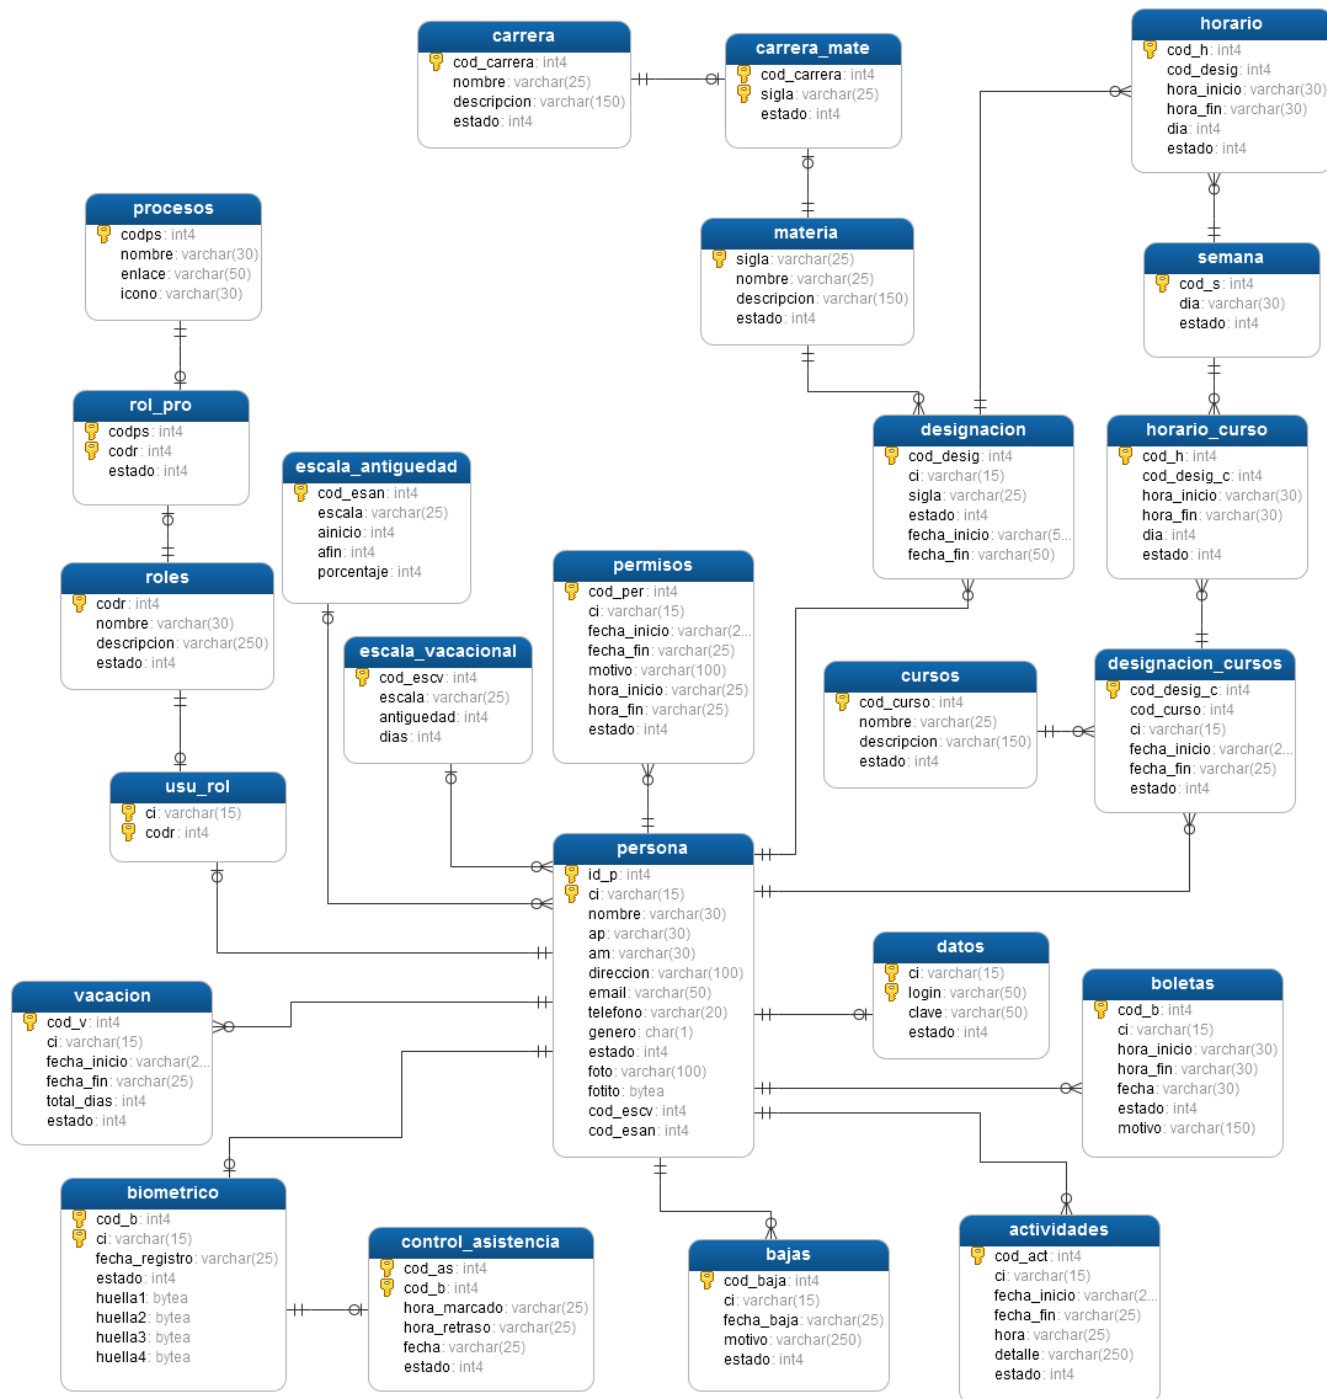 carrera
cod_carrera: int4
nombre: varchar(25)
descripcion: varchar(150)
estado: int4
carrera_mate
cod_carrera: int4
sigla: varchar(25)
estado: int4
horario
cod_h: int4
cod_desig: int4
hora_inicio: varchar(30)
hora_fin: varchar(30)
dia: int4
estado: int4
procesos
codps: int4
nombre: varchar(30)
enlace: varchar(50)
icono: varchar(30)
materia
sigla: varchar(25)
nombre: varchar(25)
descripcion: varchar(150)
estado: int4
semana
cod_s: int4
dia: varchar(30)
estado: int4
rol_pro
codps: int4
codr: int4
estado: int4
escala_antiguedad
cod_esan: int4
escala: varchar(25)
ainicio: int4
afin: int4
porcentaje: int4
designacion
cod_desig: int4
ci: varchar(15)
sigla: varchar(25)
estado: int4
fecha_inicio: varchar(5...
fecha_fin: varchar(50)
horario_curso
cod_h: int4
cod_desig_c: int4
hora_inicio: varchar(30)
hora_fin: varchar(30)
dia: int4
estado: int4
roles
codr: int4
nombre: varchar(30)
descripcion: varchar(250)
estado: int4
permisos
cod_per: int4
ci: varchar(15)
fecha_inicio: varchar(2...
fecha_fin: varchar(25)
motivo: varchar(100)
hora_inicio: varchar(25)
hora_fin: varchar(25)
estado: int4
escala_vacacional
cod_escv: int4
escala: varchar(25)
antiguedad: int4
dias: int4
cursos
cod_curso: int4
nombre: varchar(25)
descripcion: varchar(150)
estado: int4
designacion_cursos
cod_desig_c: int4
cod_curso: int4
ci: varchar(15)
fecha_inicio: varchar(2...
fecha_fin: varchar(25)
estado: int4
usu_rol
ci: varchar(15)
codr: int4
persona
id_p: int4
ci: varchar(15)
nombre: varchar(30)
ap: varchar(30)
am: varchar(30)
direccion: varchar(100)
email: varchar(50)
telefono: varchar(20)
genero: char(1)
estado: int4
foto: varchar(100)
fotito: bytea
cod_escv: int4
cod_esan: int4
datos
ci: varchar(15)
login: varchar(50)
clave: varchar(50)
estado: int4
boletas
cod_b: int4
ci: varchar(15)
hora_inicio: varchar(30)
hora_fin: varchar(30)
fecha: varchar(30)
estado: int4
motivo: varchar(150)
vacacion
cod_v: int4
ci: varchar(15)
fecha_inicio: varchar(2...
fecha_fin: varchar(25)
total_dias: int4
estado: int4
biometrico
cod_b: int4
ci: varchar(15)
fecha_registro: varchar(25)
estado: int4
huella1: bytea
huella2: bytea
huella3: bytea
huella4: bytea
control_asistencia
cod_as: int4
cod_b: int4
hora_marcado: varchar(25)
hora_retraso: varchar(25)
fecha: varchar(25)
estado: int4
bajas
cod_baja: int4
ci: varchar(15)
fecha_baja: varchar(25)
motivo: varchar(250)
estado: int4
actividades
cod_act: int4
ci: varchar(15)
fecha_inicio: varchar(2...
fecha_fin: varchar(25)
hora: varchar(25)
detalle: varchar(250)
estado: int4